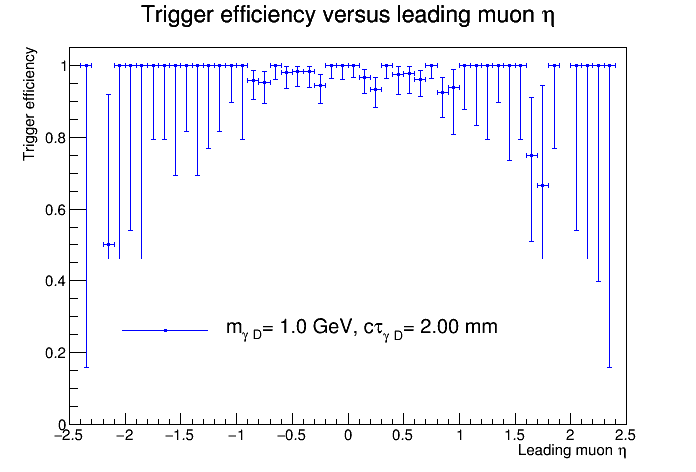 Trigger efficiency versus leading muon η
Trigger efficiency
1
0.8
0.6
0.4
0.2
0
m_γ D = 1.0 GeV, cτ_γ D = 2.00 mm
−2.5 −2 −1.5 −1 −0.5 0 0.5 1 1.5 2 2.5
Leading muon η